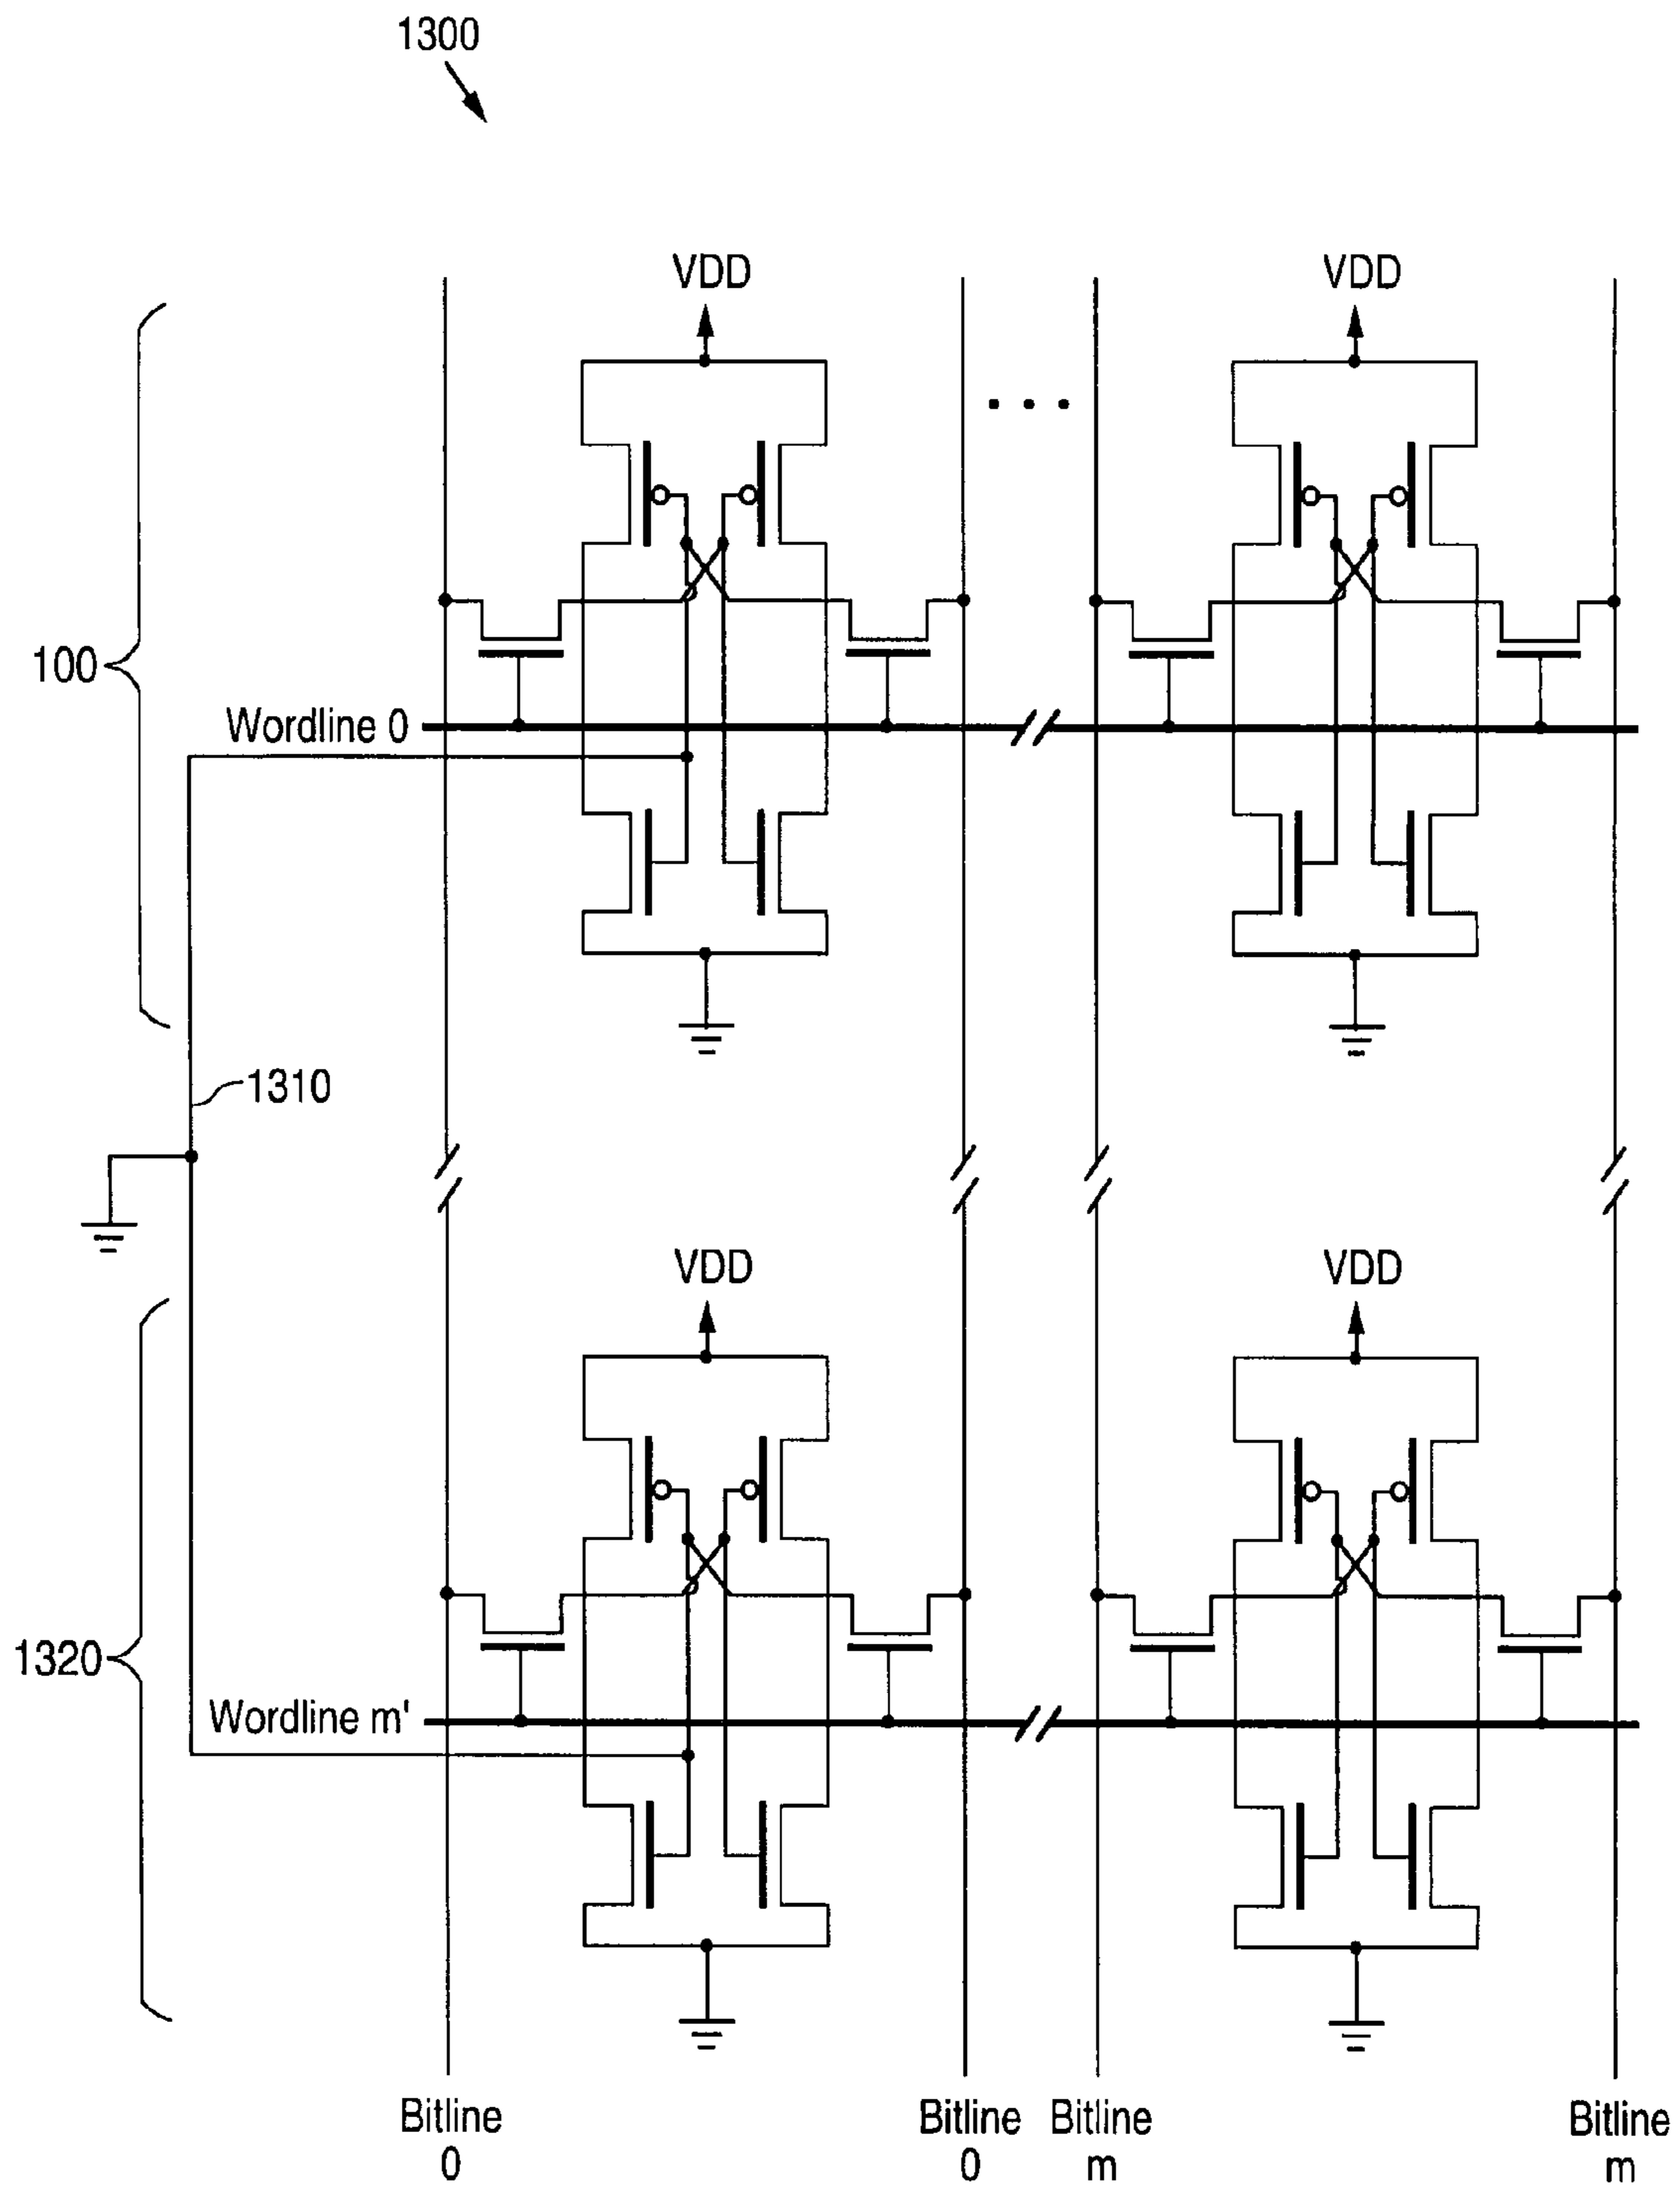 1300
VDD
VDD
. . .
100
Wordline 0
1310
VDD
VDD
1320
Wordline m'
Bitline
0
Bitline
0
Bitline
m
Bitline
m